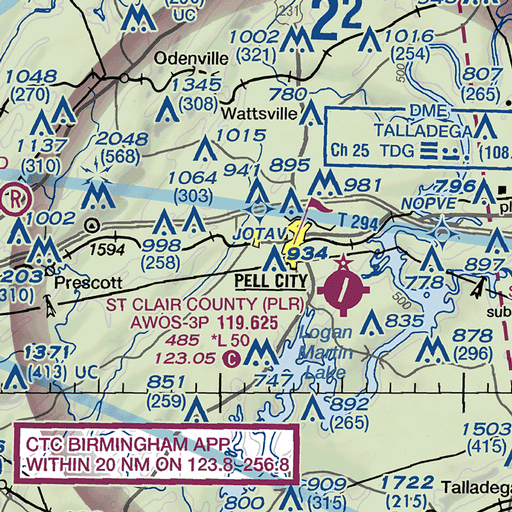 22
231
1002
(321)
UC
1016
(254)
500
Odenville
1048
(270)
1345
(308)
780
Wattsville
807
(265)
DME
TALLADEGA
Ch 25 TDG (108.
1137
(310)
2048
(568)
1015
1064
(303)
941
895
981
796
NOPVE
T 294
R
1002
1594
998
(258)
JOTAV
934
PELL CITY
897
778
203
310)
Prescott
ST CLAIR COUNTY (PLR)
AWOS-3P 119.625
485 *L 50
123.05 C
500
sub
Logan
Martin
Lake
835
878
(296)
1371
(413) UC
851
(259)
747
892
(265)
1503
(415)
CTC BIRMINGHAM APP
WITHIN 20 NM ON 123.8 256.8
909
(315)
800
1722
(215)
Talladega